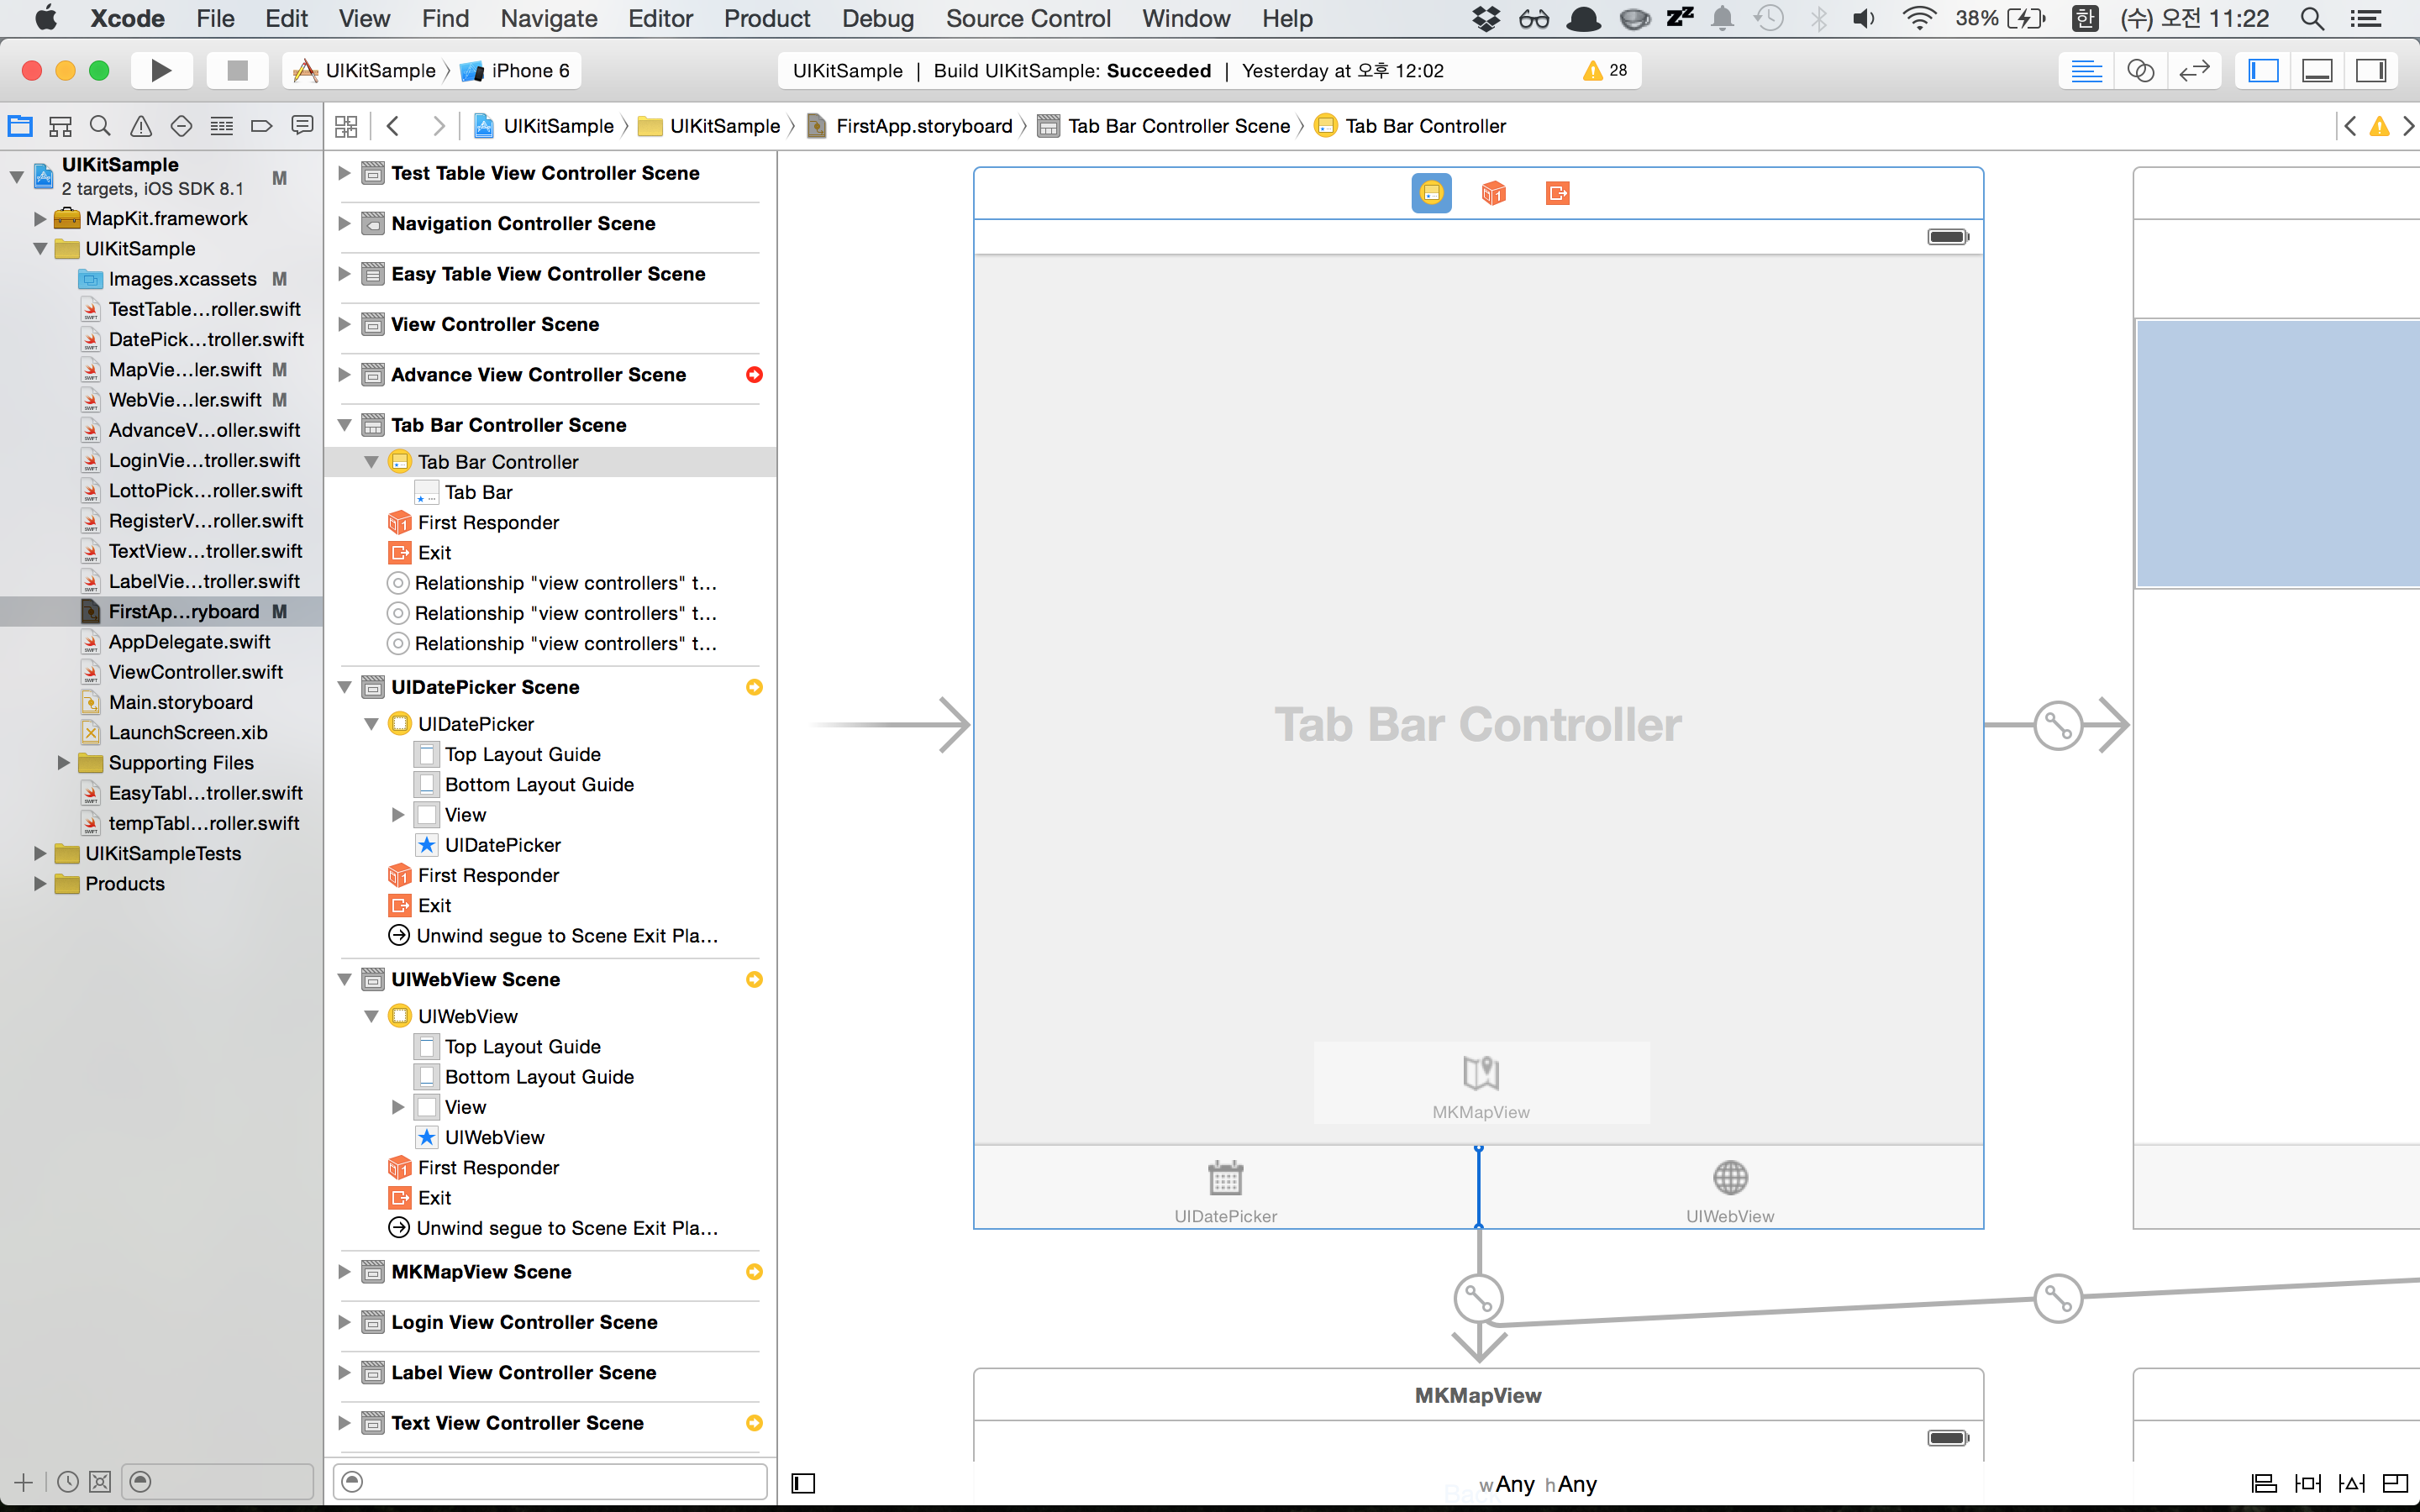 Xcode File Edit View Find Navigate Editor Product Debug Source Control Window Help 38% 한 (수) 오전 11:22
UIKitSample iPhone 6
UIKitSample | Build UIKitSample: Succeeded | Yesterday at 오후 12:02 28
UIKitSample UIKitSample FirstApp.storyboard Tab Bar Controller Scene Tab Bar Controller
UIKitSample M
2 targets, iOS SDK 8.1
MapKit.framework
UIKitSample
Images.xcassets M
TestTable...roller.swift
DatePick...troller.swift
MapVie...ler.swift M
WebVie...ler.swift M
AdvanceV...oller.swift
LoginVie...troller.swift
LottoPick...roller.swift
RegisterV...roller.swift
TextView...troller.swift
LabelVie...troller.swift
FirstAp...ryboard M
AppDelegate.swift
ViewController.swift
Main.storyboard
LaunchScreen.xib
Supporting Files
EasyTabl...troller.swift
tempTabl...roller.swift
UIKitSampleTests
Products
Test Table View Controller Scene
Navigation Controller Scene
Easy Table View Controller Scene
View Controller Scene
Advance View Controller Scene
Tab Bar Controller Scene
Tab Bar Controller
Tab Bar
First Responder
Exit
Relationship "view controllers" t...
Relationship "view controllers" t...
Relationship "view controllers" t...
UIDatePicker Scene
UIDatePicker
Top Layout Guide
Bottom Layout Guide
View
UIDatePicker
First Responder
Exit
Unwind segue to Scene Exit Pla...
UIWebView Scene
UIWebView
Top Layout Guide
Bottom Layout Guide
View
UIWebView
First Responder
Exit
Unwind segue to Scene Exit Pla...
MKMapView Scene
Login View Controller Scene
Label View Controller Scene
Text View Controller Scene
Tab Bar Controller
MKMapView
UIDatePicker UIWebView
MKMapView
wAny hAny